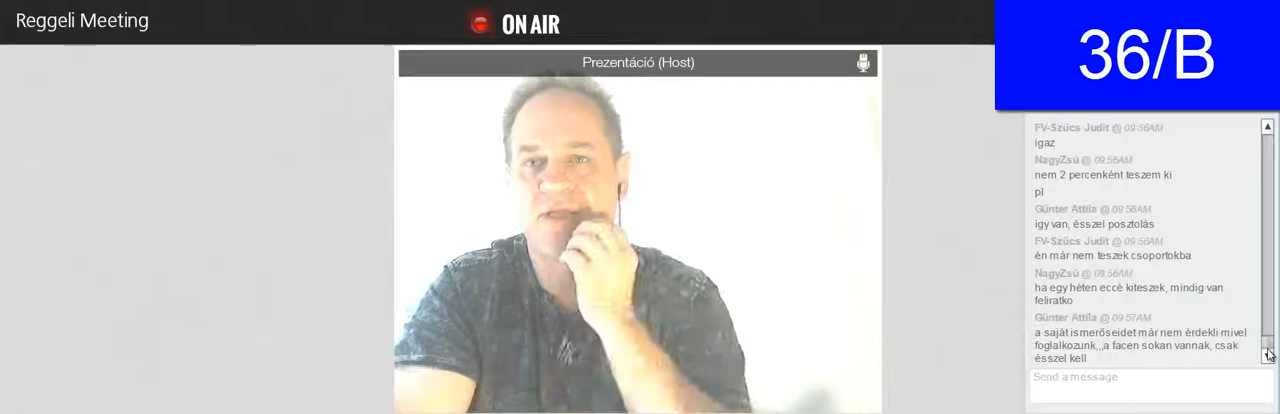 Reggeli Meeting
ON AIR
36/B
Prezentáció (Host)
FV-Szücs Judit @ 09:56AM
igaz
NagyZsú @ 09:56AM
nem 2 percenként teszem ki
pl
Günter Attila @ 09:56AM
így van, ésszel posztolás
FV-Szücs Judit @ 09:56AM
én már nem teszek csoportokba
NagyZsú @ 09:56AM
ha egy héten eccé kiteszek, mindig van
feliratko
Günter Attila @ 09:57AM
a saját ismerőseidet már nem érdekli mivel
foglalkozunk,,,a facen sokan vannak, csak
ésszel kell
Send a message